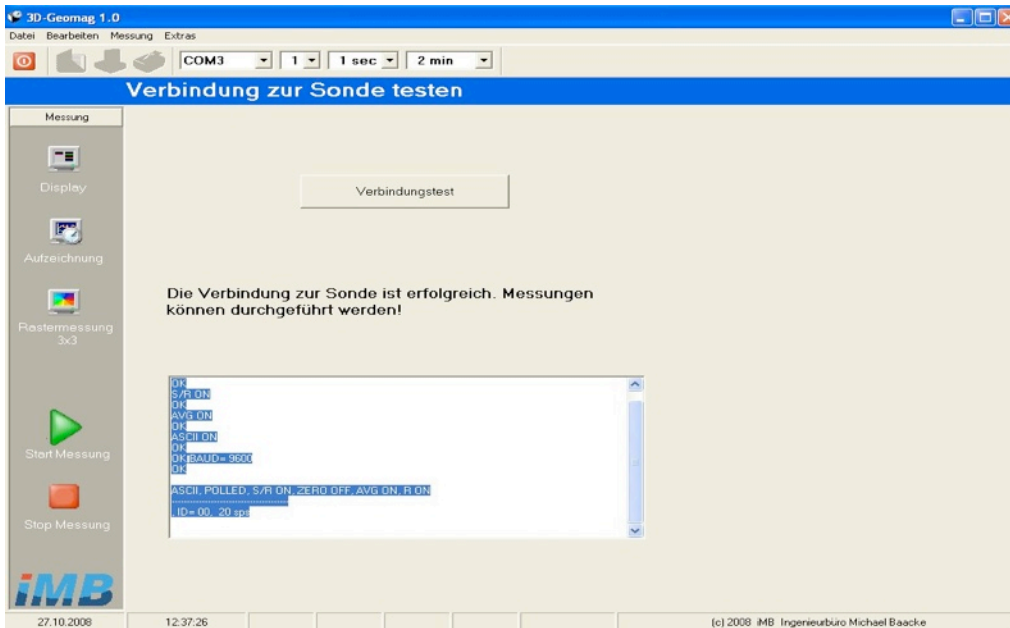 3D-Geomag 1.0
Datei Bearbeiten Messung Extras
COM3 1 1 sec 2 min
Verbindung zur Sonde testen
Messung
Display
Aufzeichnung
Rastermessung
3x3
Start Messung
Stop Messung
iMB
Verbindungstest
Die Verbindung zur Sonde ist erfolgreich. Messungen
können durchgeführt werden!
OK
S/R ON
OK
AVG ON
OK
ASCII ON
OK
OK BAUD= 9600
OK
ASCII, POLLED, S/R ON, ZERO OFF, AVG ON, R ON
------------------------------
, ID= 00, 20 sps
27.10.2008 12:37:26 (c) 2008 iMB Ingenieurbüro Michael Baacke